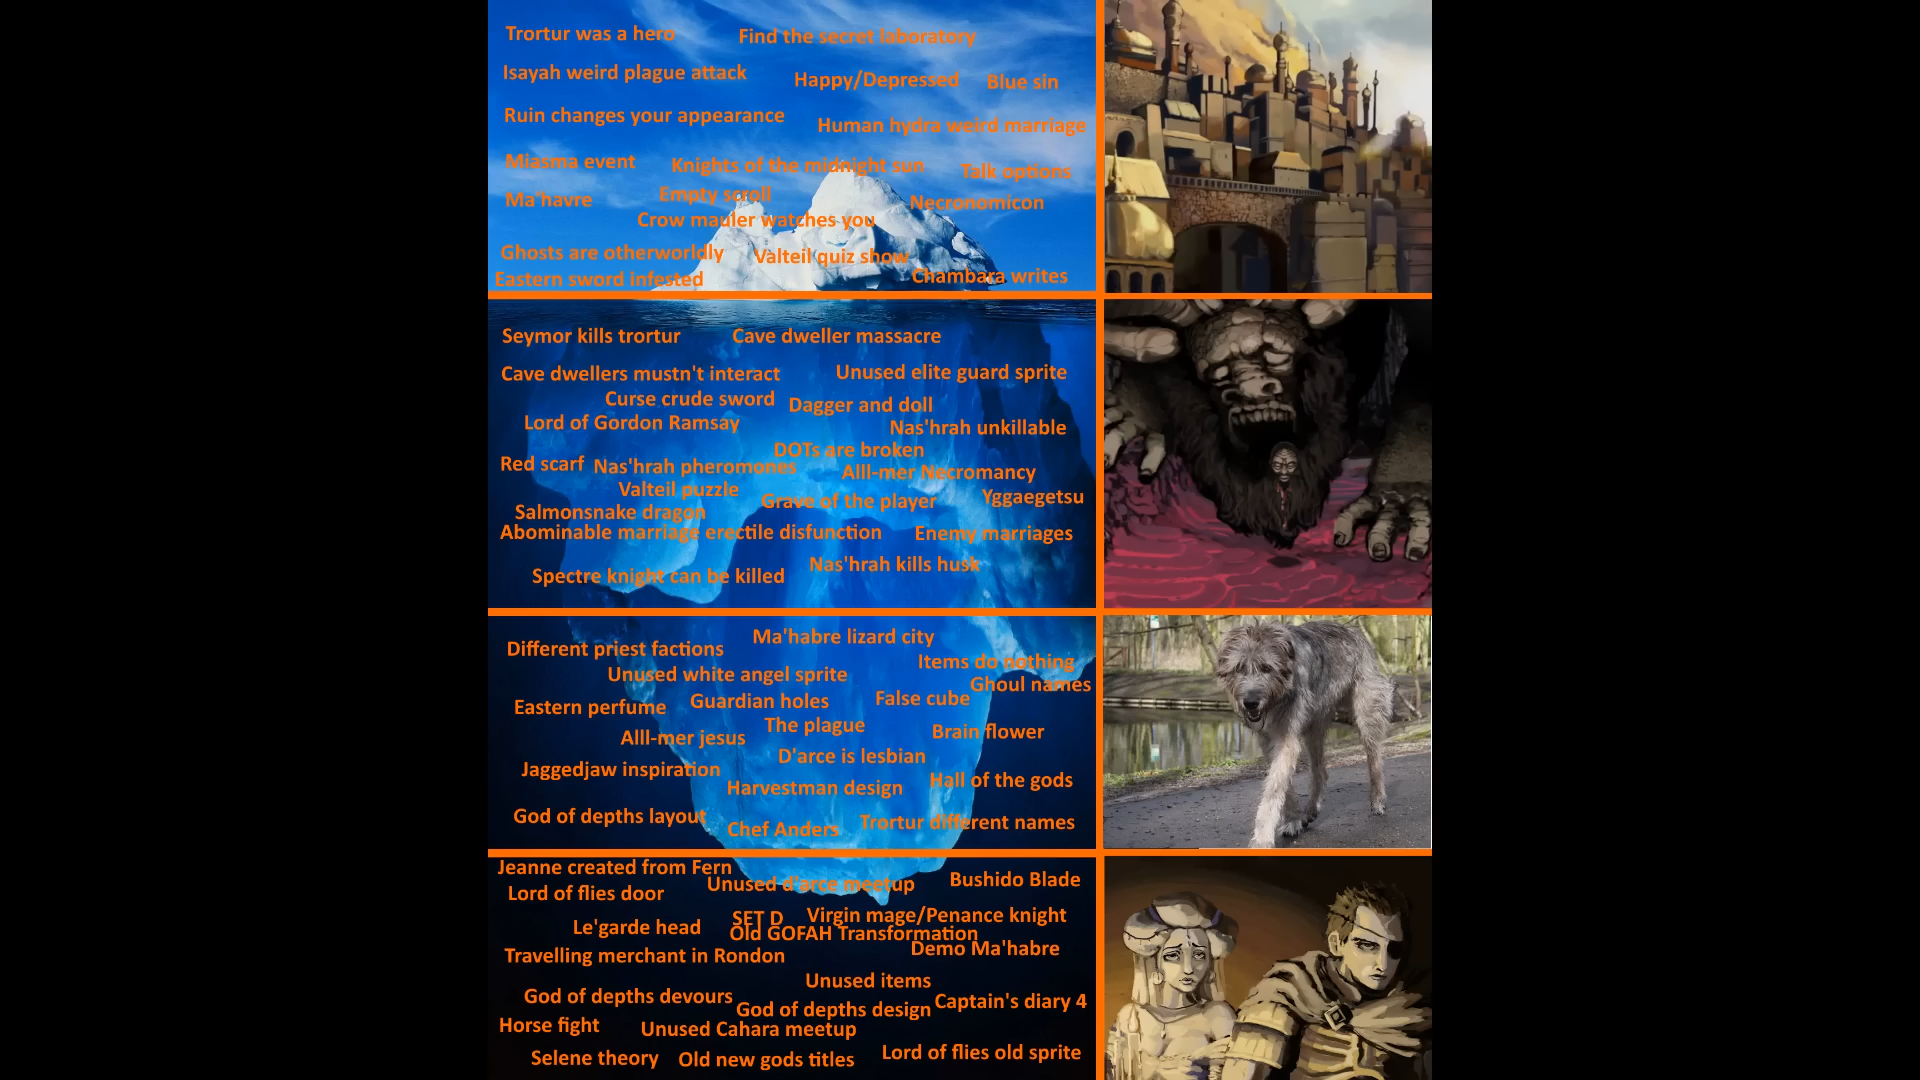 Trortur was a hero
Find the secret laboratory
Isayah weird plague attack
Happy/Depressed
Blue sin
Ruin changes your appearance
Human hydra weird marriage
Miasma event
Knights of the midnight sun
Talk options
Ma'havre
Empty scroll
Necronomicon
Crow mauler watches you
Ghosts are otherworldly
Valteil quiz show
Chambara writes
Eastern sword infested
Seymor kills trortur
Cave dweller massacre
Cave dwellers mustn't interact
Unused elite guard sprite
Curse crude sword
Dagger and doll
Lord of Gordon Ramsay
Nas'hrah unkillable
DOTs are broken
Red scarf
Nas'hrah pheromones
Alll-mer Necromancy
Valteil puzzle
Grave of the player
Yggaegetsu
Salmonsnake dragon
Abominable marriage erectile disfunction
Enemy marriages
Nas'hrah kills husk
Spectre knight can be killed
Ma'habre lizard city
Different priest factions
Items do nothing
Unused white angel sprite
Ghoul names
Eastern perfume
Guardian holes
False cube
The plague
Brain flower
Alll-mer jesus
D'arce is lesbian
Jaggedjaw inspiration
Hall of the gods
Harvestman design
God of depths layout
Chef Anders
Trortur different names
Jeanne created from Fern
Unused d'arce meetup
Bushido Blade
Lord of flies door
SET D
Virgin mage/Penance knight
Le'garde head
Old GOFAH Transformation
Demo Ma'habre
Travelling merchant in Rondon
Unused items
God of depths devours
God of depths design
Captain's diary 4
Horse fight
Unused Cahara meetup
Selene theory
Old new gods titles
Lord of flies old sprite